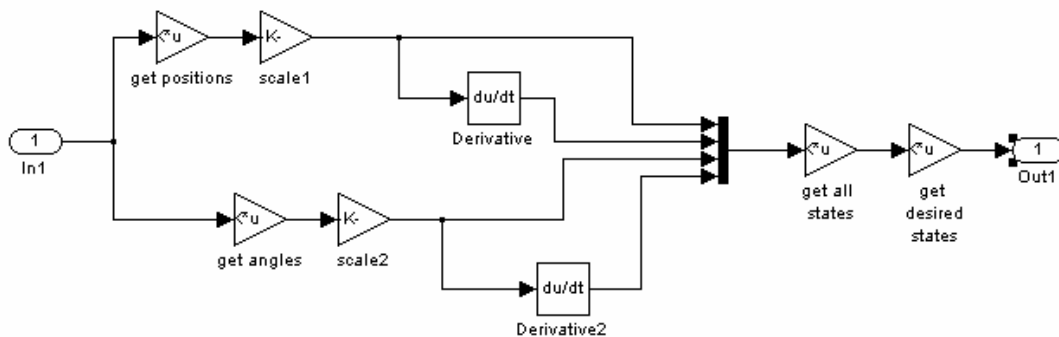 u
K-
get positions
scale1
du/dt
Derivative
1
In1
u
u
1
Out1
get all
states
get
desired
states
u
K-
get angles
scale2
du/dt
Derivative2